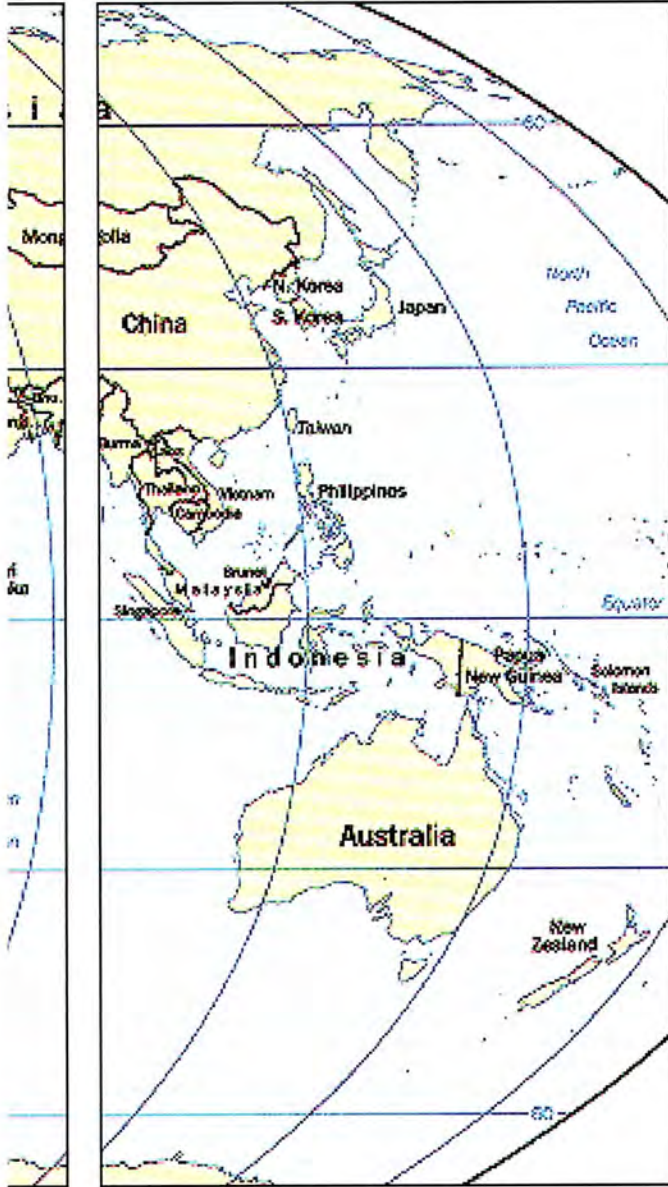 s i a
60
Mongolia
North
N. Korea
Pacific
S. Korea
Japan
China
Ocean
Taiwan
Burma
Laos
Thailand
Vietnam
Philippines
Cambodia
Brunei
Malaysia
Singapore
Equator
Indonesia
Papua
New Guinea
Solomon
Islands
Australia
New
Zealand
60